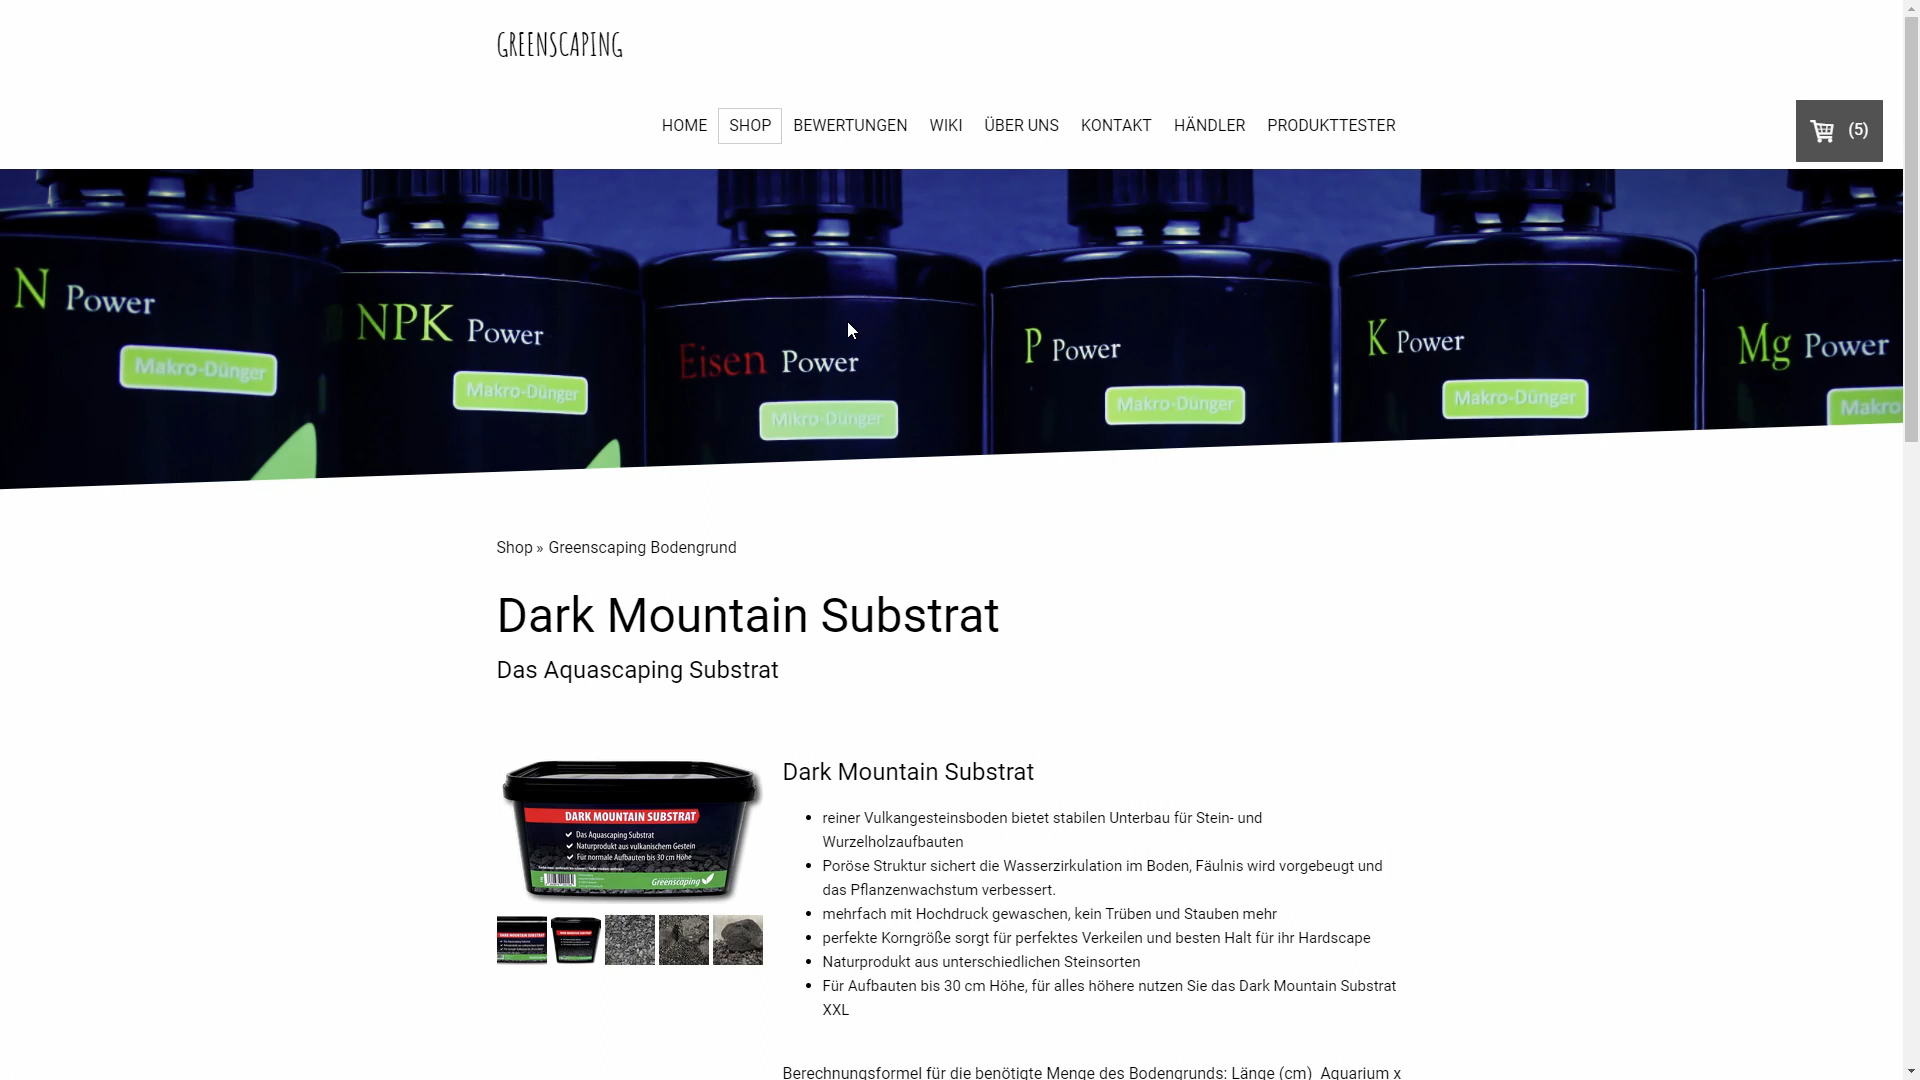 GREENSCAPING
HOME SHOP BEWERTUNGEN WIKI ÜBER UNS KONTAKT HÄNDLER PRODUKTTESTER
(5)
N Power
Makro-Dünger
NPK Power
Makro-Dünger
Eisen Power
Mikro-Dünger
P Power
Makro-Dünger
K Power
Makro-Dünger
Mg Power
Makro
Shop » Greenscaping Bodengrund
Dark Mountain Substrat
Das Aquascaping Substrat
DARK MOUNTAIN SUBSTRAT
Das Aquascaping Substrat
Naturprodukt aus vulkanischem Gestein
Für normale Aufbauten bis 30 cm Höhe
Greenscaping
Dark Mountain Substrat
reiner Vulkangesteinsboden bietet stabilen Unterbau für Stein- und
Wurzelholzaufbauten
Poröse Struktur sichert die Wasserzirkulation im Boden, Fäulnis wird vorgebeugt und
das Pflanzenwachstum verbessert.
mehrfach mit Hochdruck gewaschen, kein Trüben und Stauben mehr
perfekte Korngröße sorgt für perfektes Verkeilen und besten Halt für ihr Hardscape
Naturprodukt aus unterschiedlichen Steinsorten
Für Aufbauten bis 30 cm Höhe, für alles höhere nutzen Sie das Dark Mountain Substrat
XXL
Berechnungsformel für die benötigte Menge des Bodengrunds: Länge (cm) Aquarium x